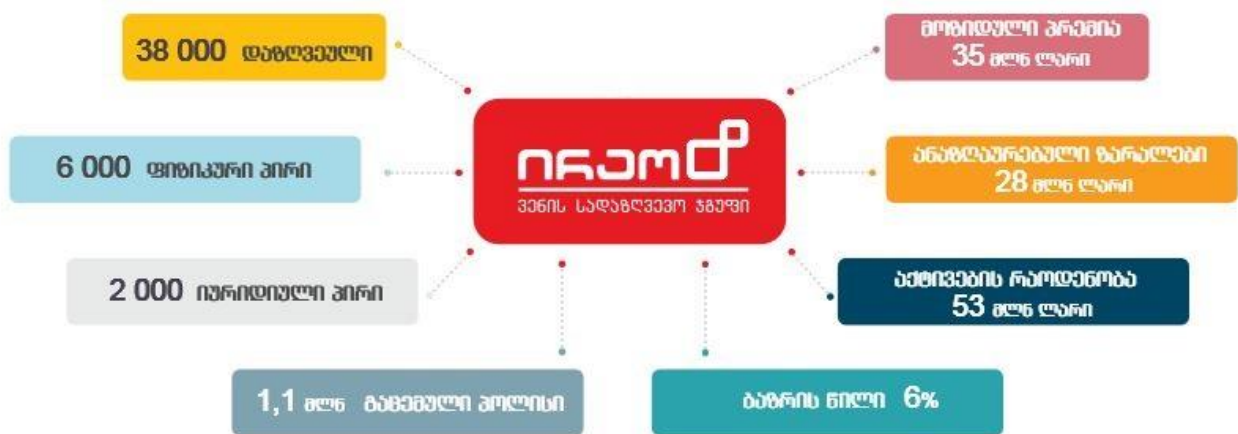 38 000 დაზღვეული
6 000 ფიზიკური პირი
2 000 იურიდიული პირი
1,1 მლნ გაცემული პოლისი
ირაო
ვენის სადაზღვევო ჯგუფი
მოზიდული პრემია
35 მლნ ლარი
ანაზღაურებული ზარალები
28 მლნ ლარი
აქტივების რაოდენობა
53 მლნ ლარი
ბაზრის წილი 6%